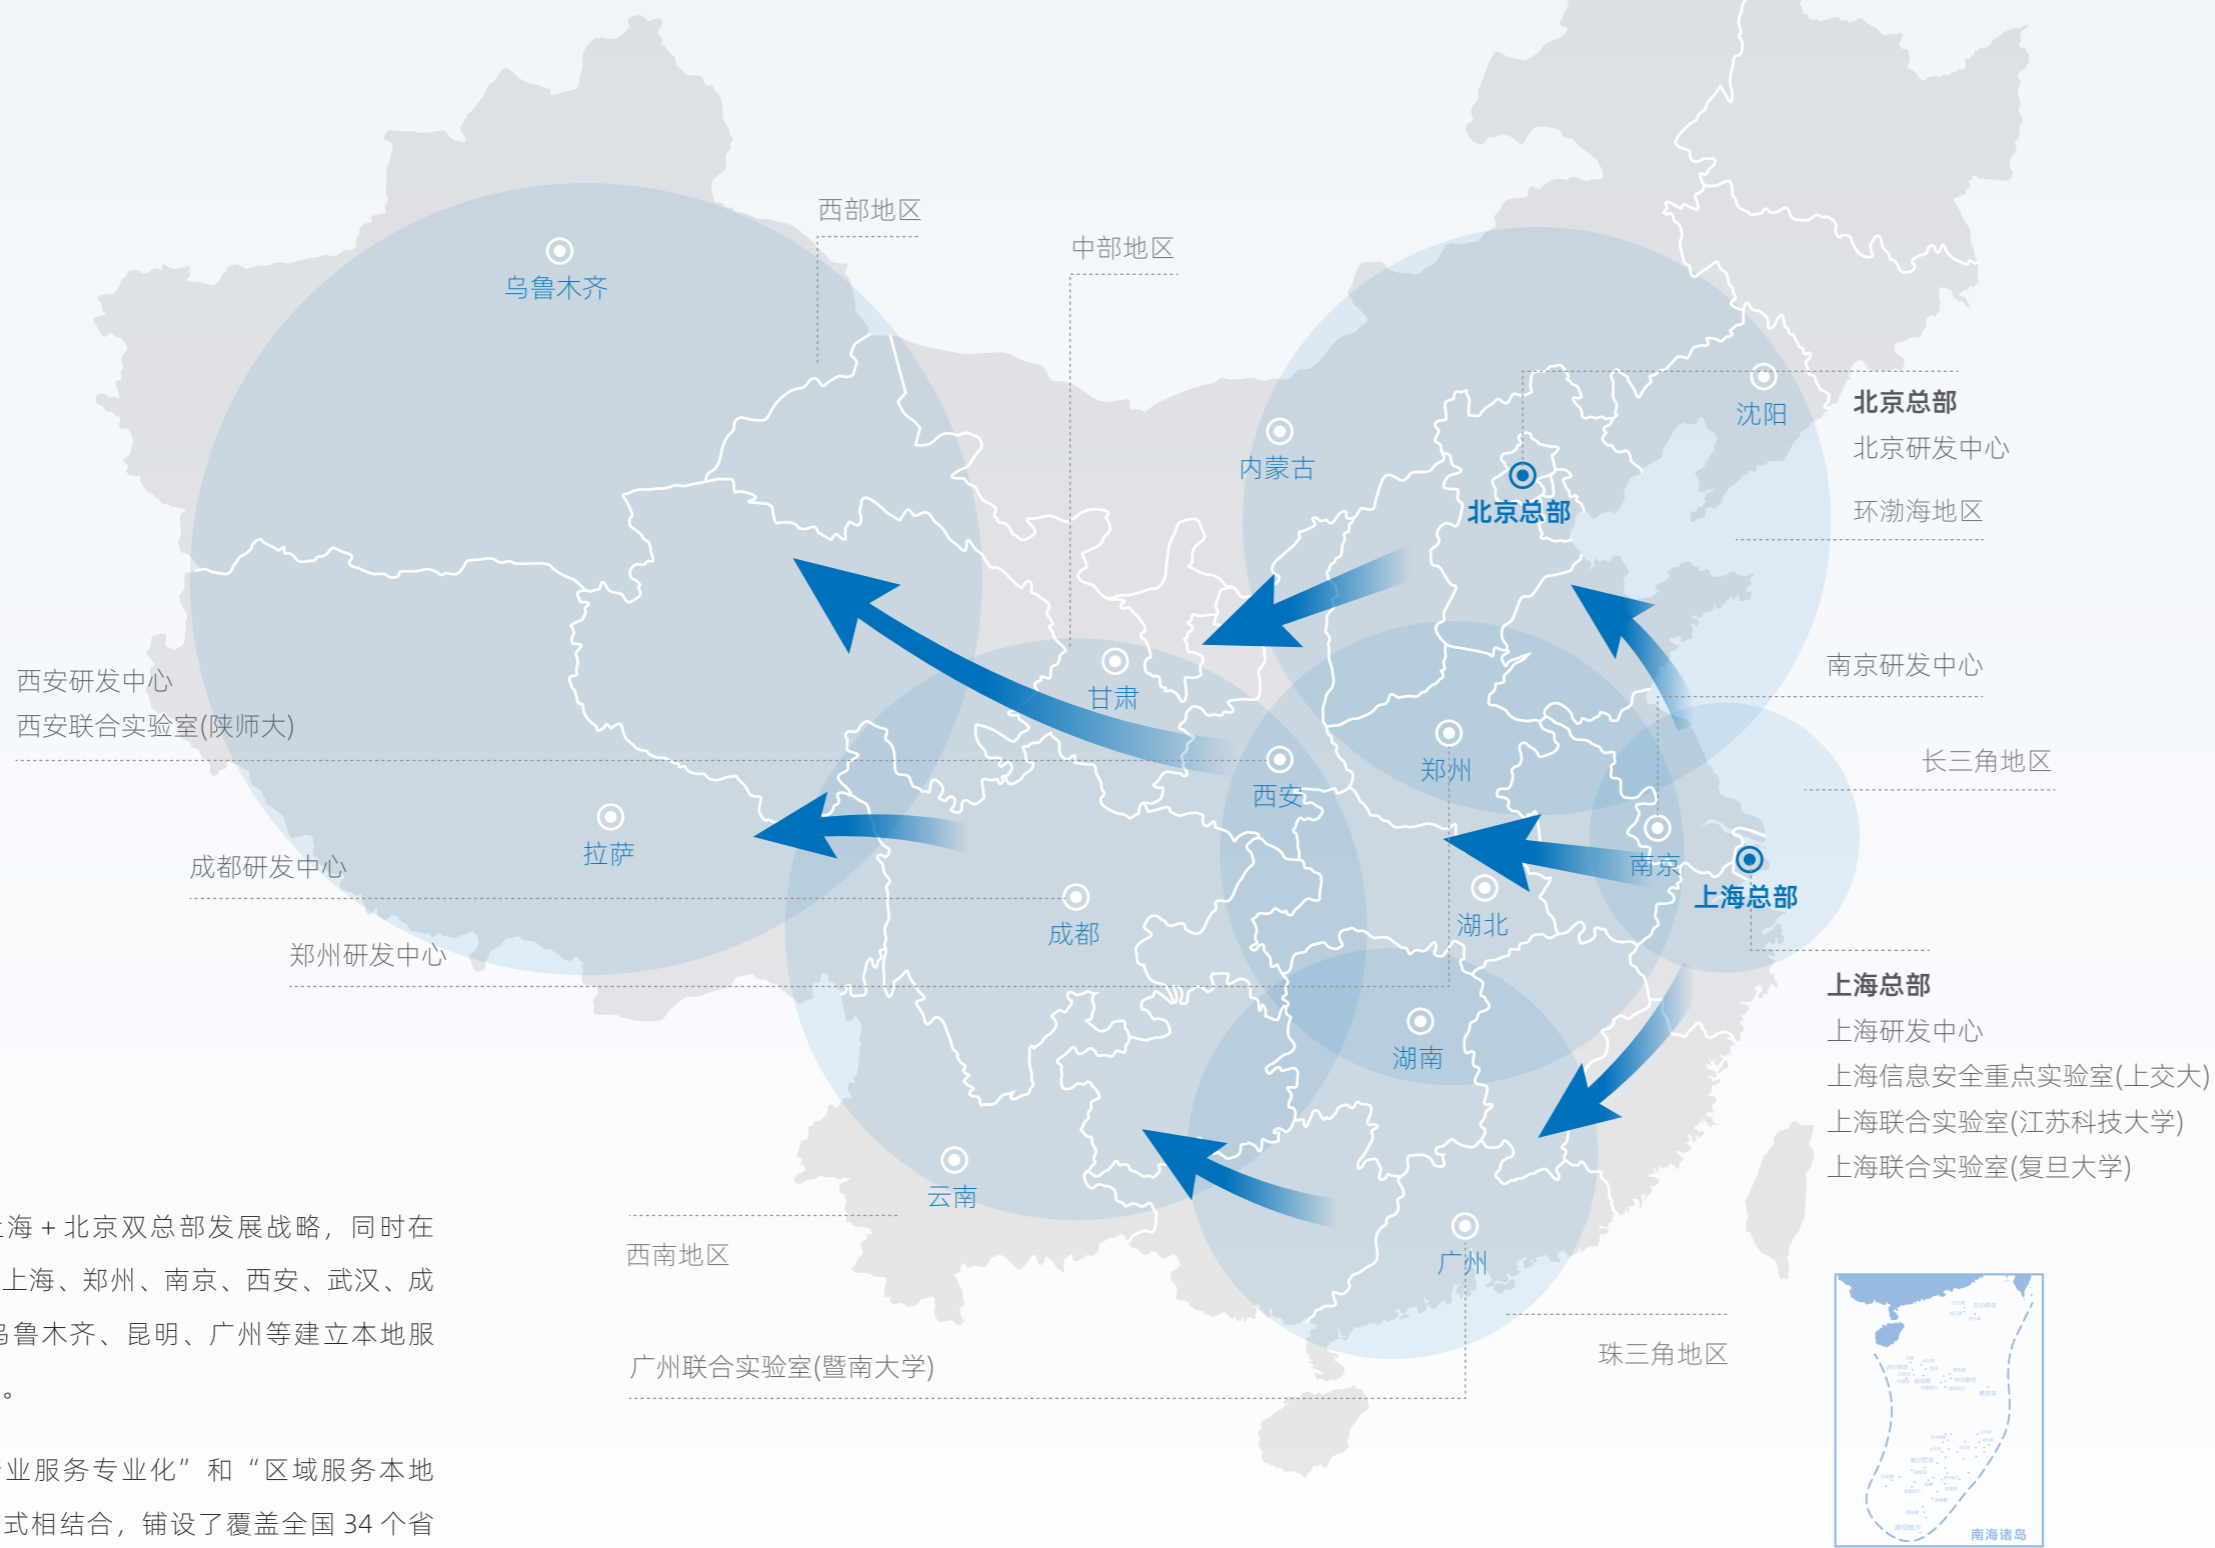 西部地区
中部地区
乌鲁木齐
沈阳
北京总部
北京研发中心
环渤海地区
内蒙古
北京总部
西安研发中心
西安联合实验室(陕师大)
甘肃
南京研发中心
郑州
长三角地区
西安
拉萨
成都研发中心
南京
上海总部
成都
湖北
郑州研发中心
上海总部
上海研发中心
上海信息安全重点实验室(上交大)
上海联合实验室(江苏科技大学)
上海联合实验室(复旦大学)
湖南
云南
西南地区
广州
珠三角地区
广州联合实验室(暨南大学)
海 + 北京双总部发展战略，同时在
上海、郑州、南京、西安、武汉、成
鲁木齐、昆明、广州等建立本地服
。
业服务专业化”和“区域服务本地
式相结合，铺设了覆盖全国 34 个省
南海诸岛